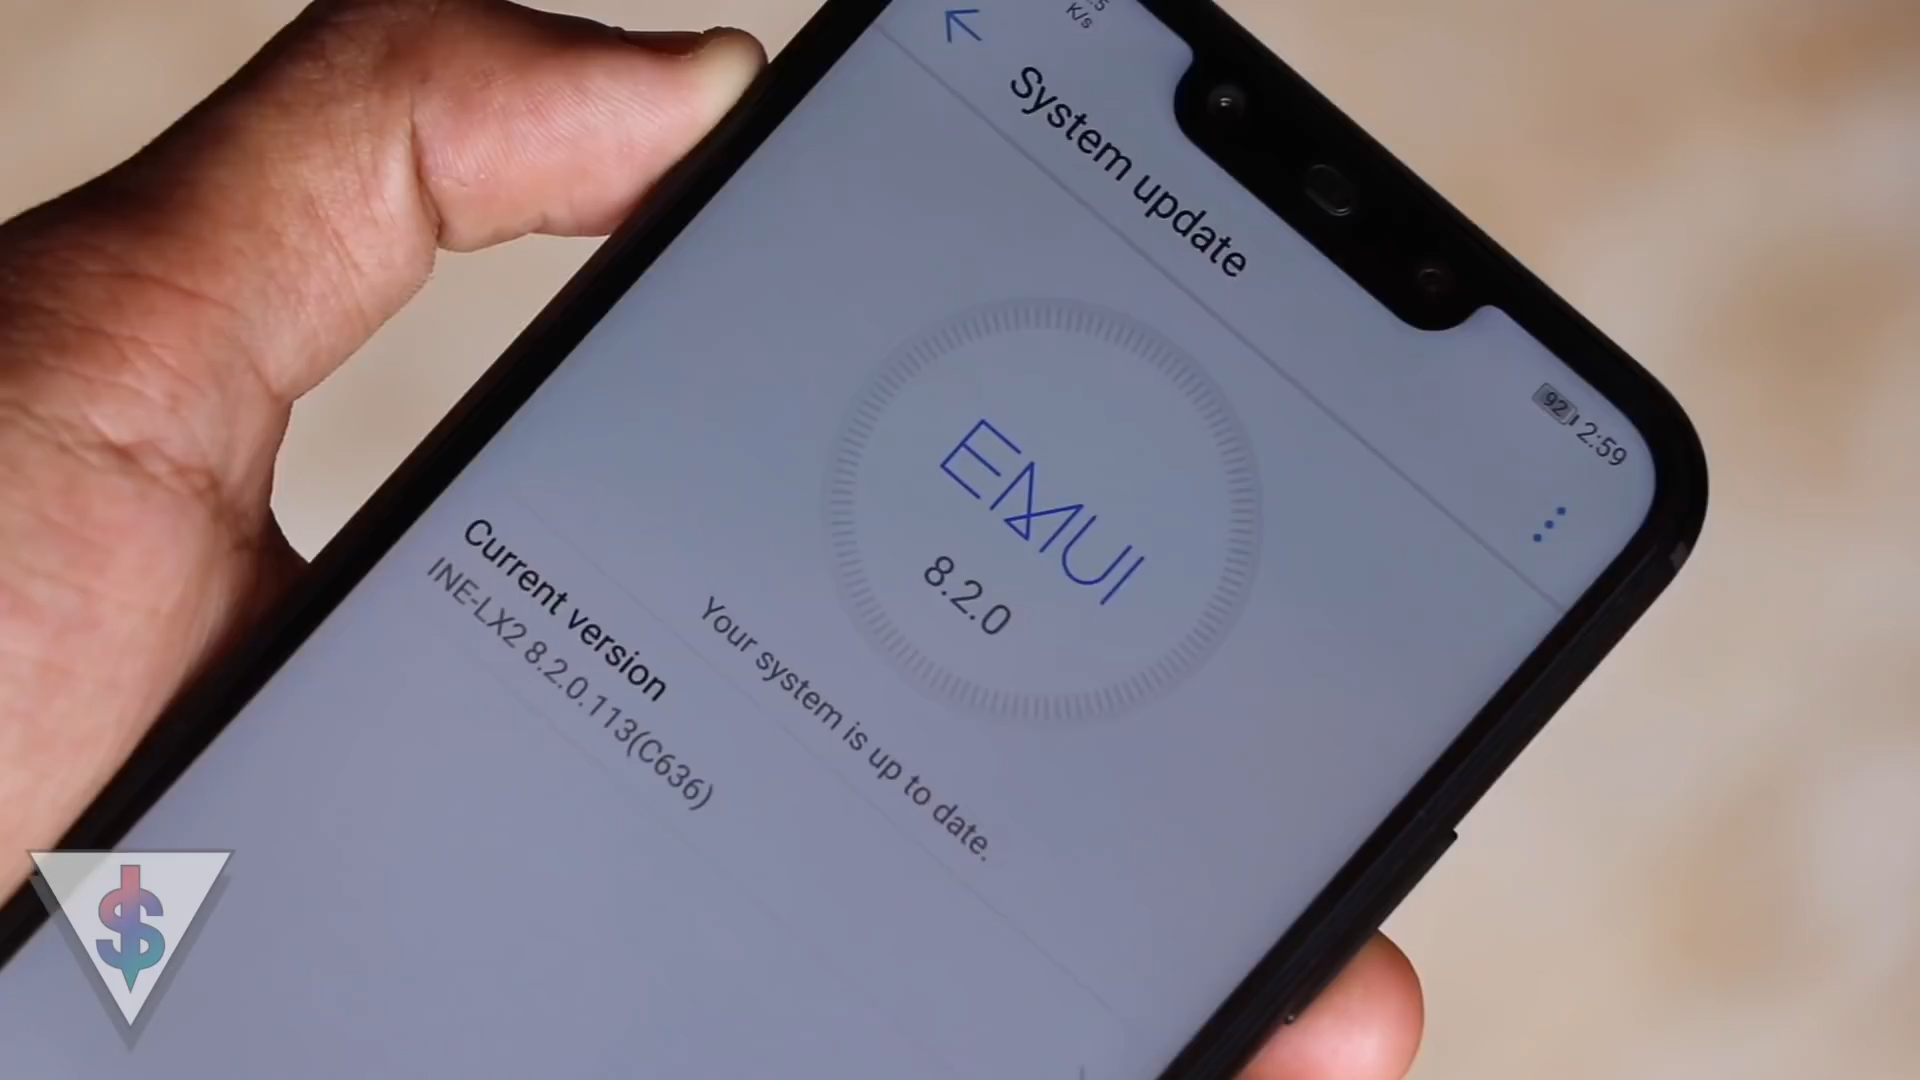 K/s
92
2:59
System update
EMUI
8.2.0
Your system is up to date.
Current version
INE-LX2 8.2.0.113(C636)
$